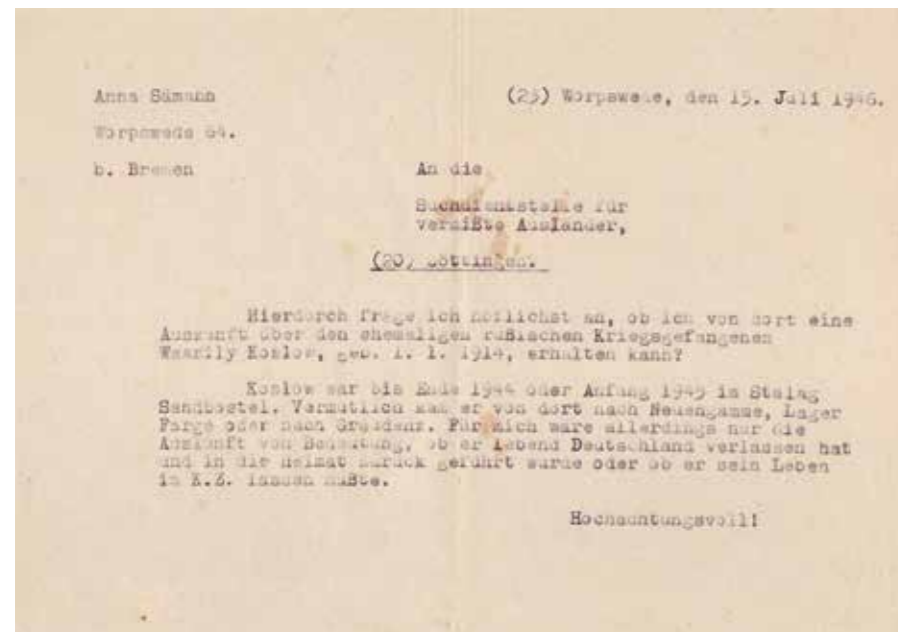 Anna Sämann
(23) Worpswede, den 15. Juli 1946.
Worpswede 64.
b. Bremen
An die
Suchdienststelle für
vermißte Ausländer,
(20) Göttingen.
Hierdurch frage ich höflichst an, ob ich von dort eine
Auskunft über den ehemaligen rußischen Kriegsgefangenen
Koslow, geb. 1. 1. 1914, erhalten kann?
Koslow war bis Ende 1944 oder Anfang 1945 in Stalag
Sandbostel. Vermutlich kam er von dort nach Neuengamme, Lager
Farge oder nach Graudenz. Für mich wäre allerdings nur die
Auskunft von Bedeutung, ob er lebend Deutschland verlassen hat
und in die Heimat zurück geführt wurde oder ob er sein Leben
im K.Z. lassen mußte.
Hochachtungsvoll!